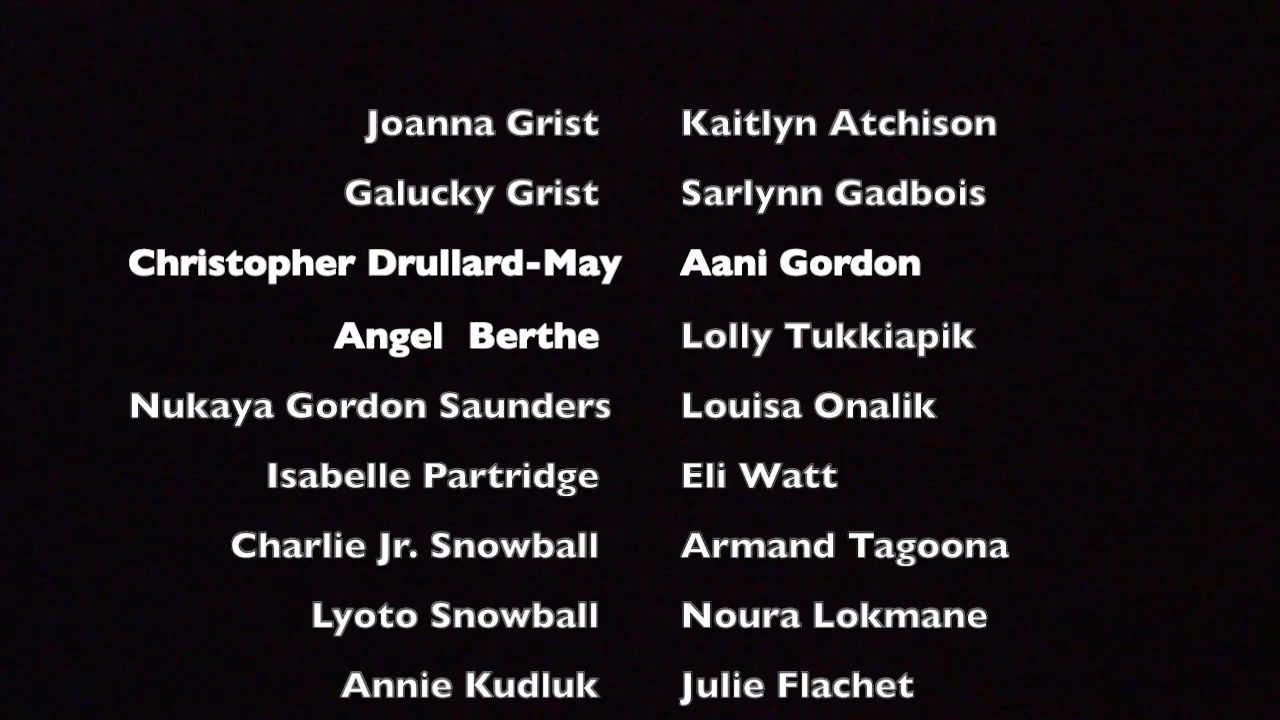 Joanna Grist Kaitlyn Atchison
Galucky Grist Sarlynn Gadbois
Christopher Drullard-May Aani Gordon
Angel Berthe Lolly Tukkiapik
Nukaya Gordon Saunders Louisa Onalik
Isabelle Partridge Eli Watt
Charlie Jr. Snowball Armand Tagoona
Lyoto Snowball Noura Lokmane
Annie Kudluk Julie Flachet